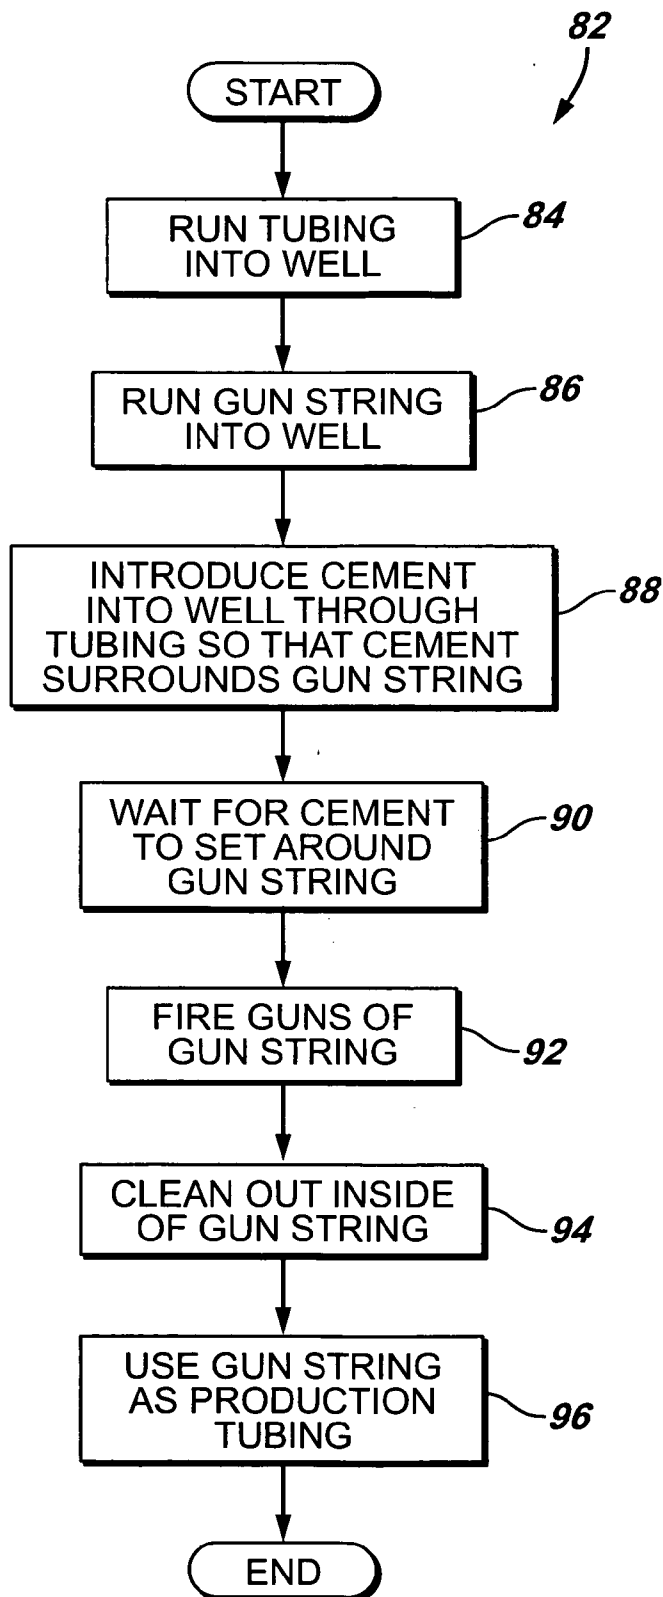 82
START
RUN TUBING
INTO WELL
84
RUN GUN STRING
INTO WELL
86
INTRODUCE CEMENT
INTO WELL THROUGH
TUBING SO THAT CEMENT
SURROUNDS GUN STRING
88
WAIT FOR CEMENT
TO SET AROUND
GUN STRING
90
FIRE GUNS OF
GUN STRING
92
CLEAN OUT INSIDE
OF GUN STRING
94
USE GUN STRING
AS PRODUCTION
TUBING
96
END